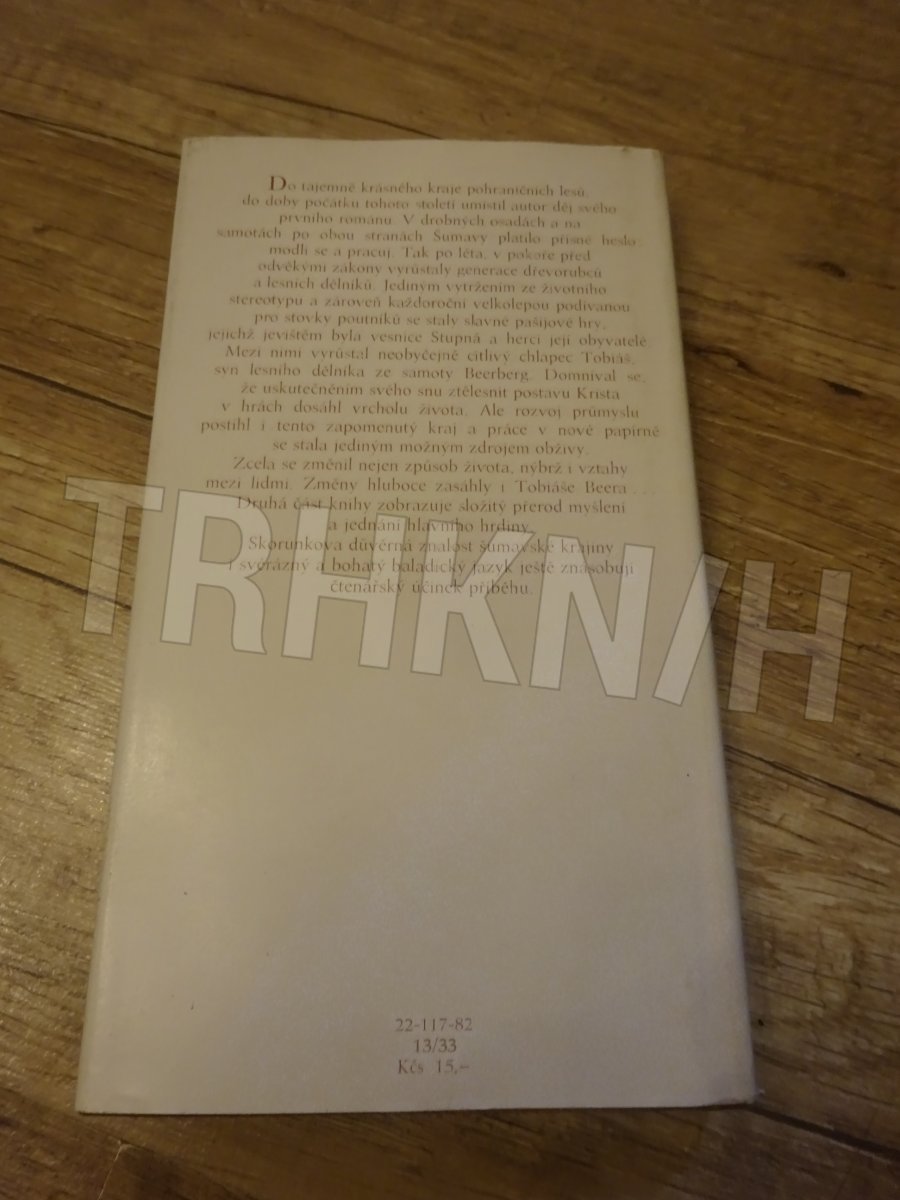 Do tajemně krásného kraje pohraničních lesů,
do doby počátku tohoto století umístil autor děj svého
prvního románu. V drobných osadách a na
samotách po obou stranách Šumavy platilo přísné heslo:
modli se a pracuj. Tak po léta, v pokoře před
odvěkými zákony vyrůstaly generace dřevorubců
a lesních dělníků. Jediným vytržením ze životního
stereotypu a zároveň každoroční velkolepou podívanou
pro stovky poutníků se staly slavné pašijové hry,
jejichž jevištěm byla vesnice Stupná a herci její obyvatelé.
Mezi nimi vyrůstal neobyčejně citlivý chlapec Tobiáš,
syn lesního dělníka ze samoty Beerberg. Domníval se,
že uskutečněním svého snu ztělesnit postavu Krista
v hrách dosáhl vrcholu života. Ale rozvoj průmyslu
postihl i tento zapomenutý kraj a práce v nové papírně
se stala jediným možným zdrojem obživy.
Zcela se změnil nejen způsob života, nýbrž i vztahy
mezi lidmi. Změny hluboce zasáhly i Tobiáše Beera...
Druhá část knihy zobrazuje složitý přerod myšlení
a jednání hlavního hrdiny.
Skorunkova důvěrná znalost šumavské krajiny
i svérázný a bohatý baladický jazyk ještě znásobují
čtenářský účinek příběhu.
TRHKNIH
22-117-82
13/33
Kčs 15,–